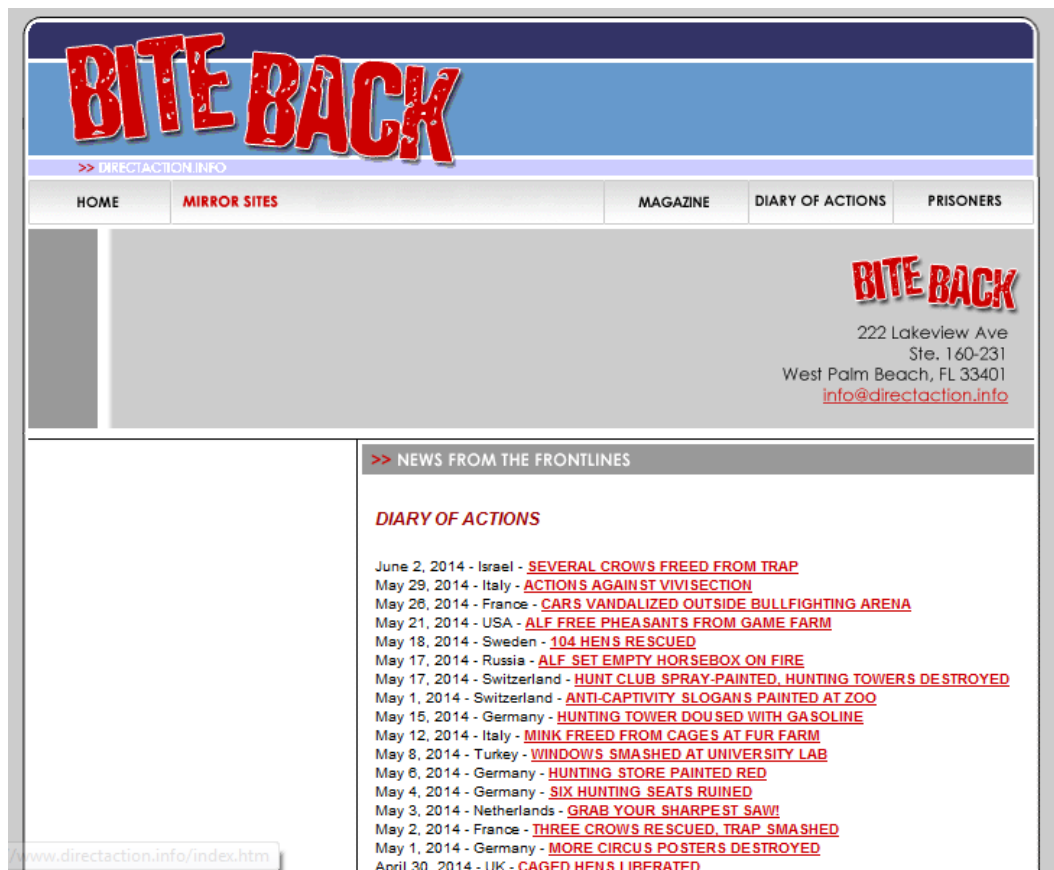 BITE BACK
>> DIRECTACTION.INFO
HOME
MIRROR SITES
MAGAZINE
DIARY OF ACTIONS
PRISONERS
BITE BACK
222 Lakeview Ave
Ste. 160-231
West Palm Beach, FL 33401
info@directaction.info
>> NEWS FROM THE FRONTLINES
DIARY OF ACTIONS
June 2, 2014 - Israel - SEVERAL CROWS FREED FROM TRAP
May 29, 2014 - Italy - ACTIONS AGAINST VIVISECTION
May 26, 2014 - France - CARS VANDALIZED OUTSIDE BULLFIGHTING ARENA
May 21, 2014 - USA - ALF FREE PHEASANTS FROM GAME FARM
May 18, 2014 - Sweden - 104 HENS RESCUED
May 17, 2014 - Russia - ALF SET EMPTY HORSEBOX ON FIRE
May 17, 2014 - Switzerland - HUNT CLUB SPRAY-PAINTED, HUNTING TOWERS DESTROYED
May 1, 2014 - Switzerland - ANTI-CAPTIVITY SLOGANS PAINTED AT ZOO
May 15, 2014 - Germany - HUNTING TOWER DOUSED WITH GASOLINE
May 12, 2014 - Italy - MINK FREED FROM CAGES AT FUR FARM
May 8, 2014 - Turkey - WINDOWS SMASHED AT UNIVERSITY LAB
May 6, 2014 - Germany - HUNTING STORE PAINTED RED
May 4, 2014 - Germany - SIX HUNTING SEATS RUINED
May 3, 2014 - Netherlands - GRAB YOUR SHARPEST SAW!
May 2, 2014 - France - THREE CROWS RESCUED, TRAP SMASHED
May 1, 2014 - Germany - MORE CIRCUS POSTERS DESTROYED
April 30, 2014 - UK - CAGED HENS LIBERATED
/www.directaction.info/index.htm